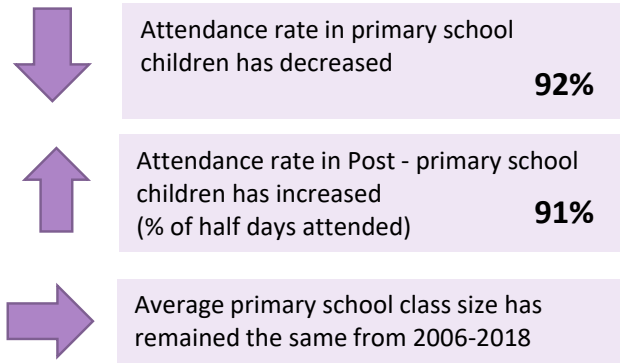 Attendance rate in primary school
children has decreased
92%
Attendance rate in Post - primary school
children has increased
(% of half days attended)
91%
Average primary school class size has
remained the same from 2006-2018